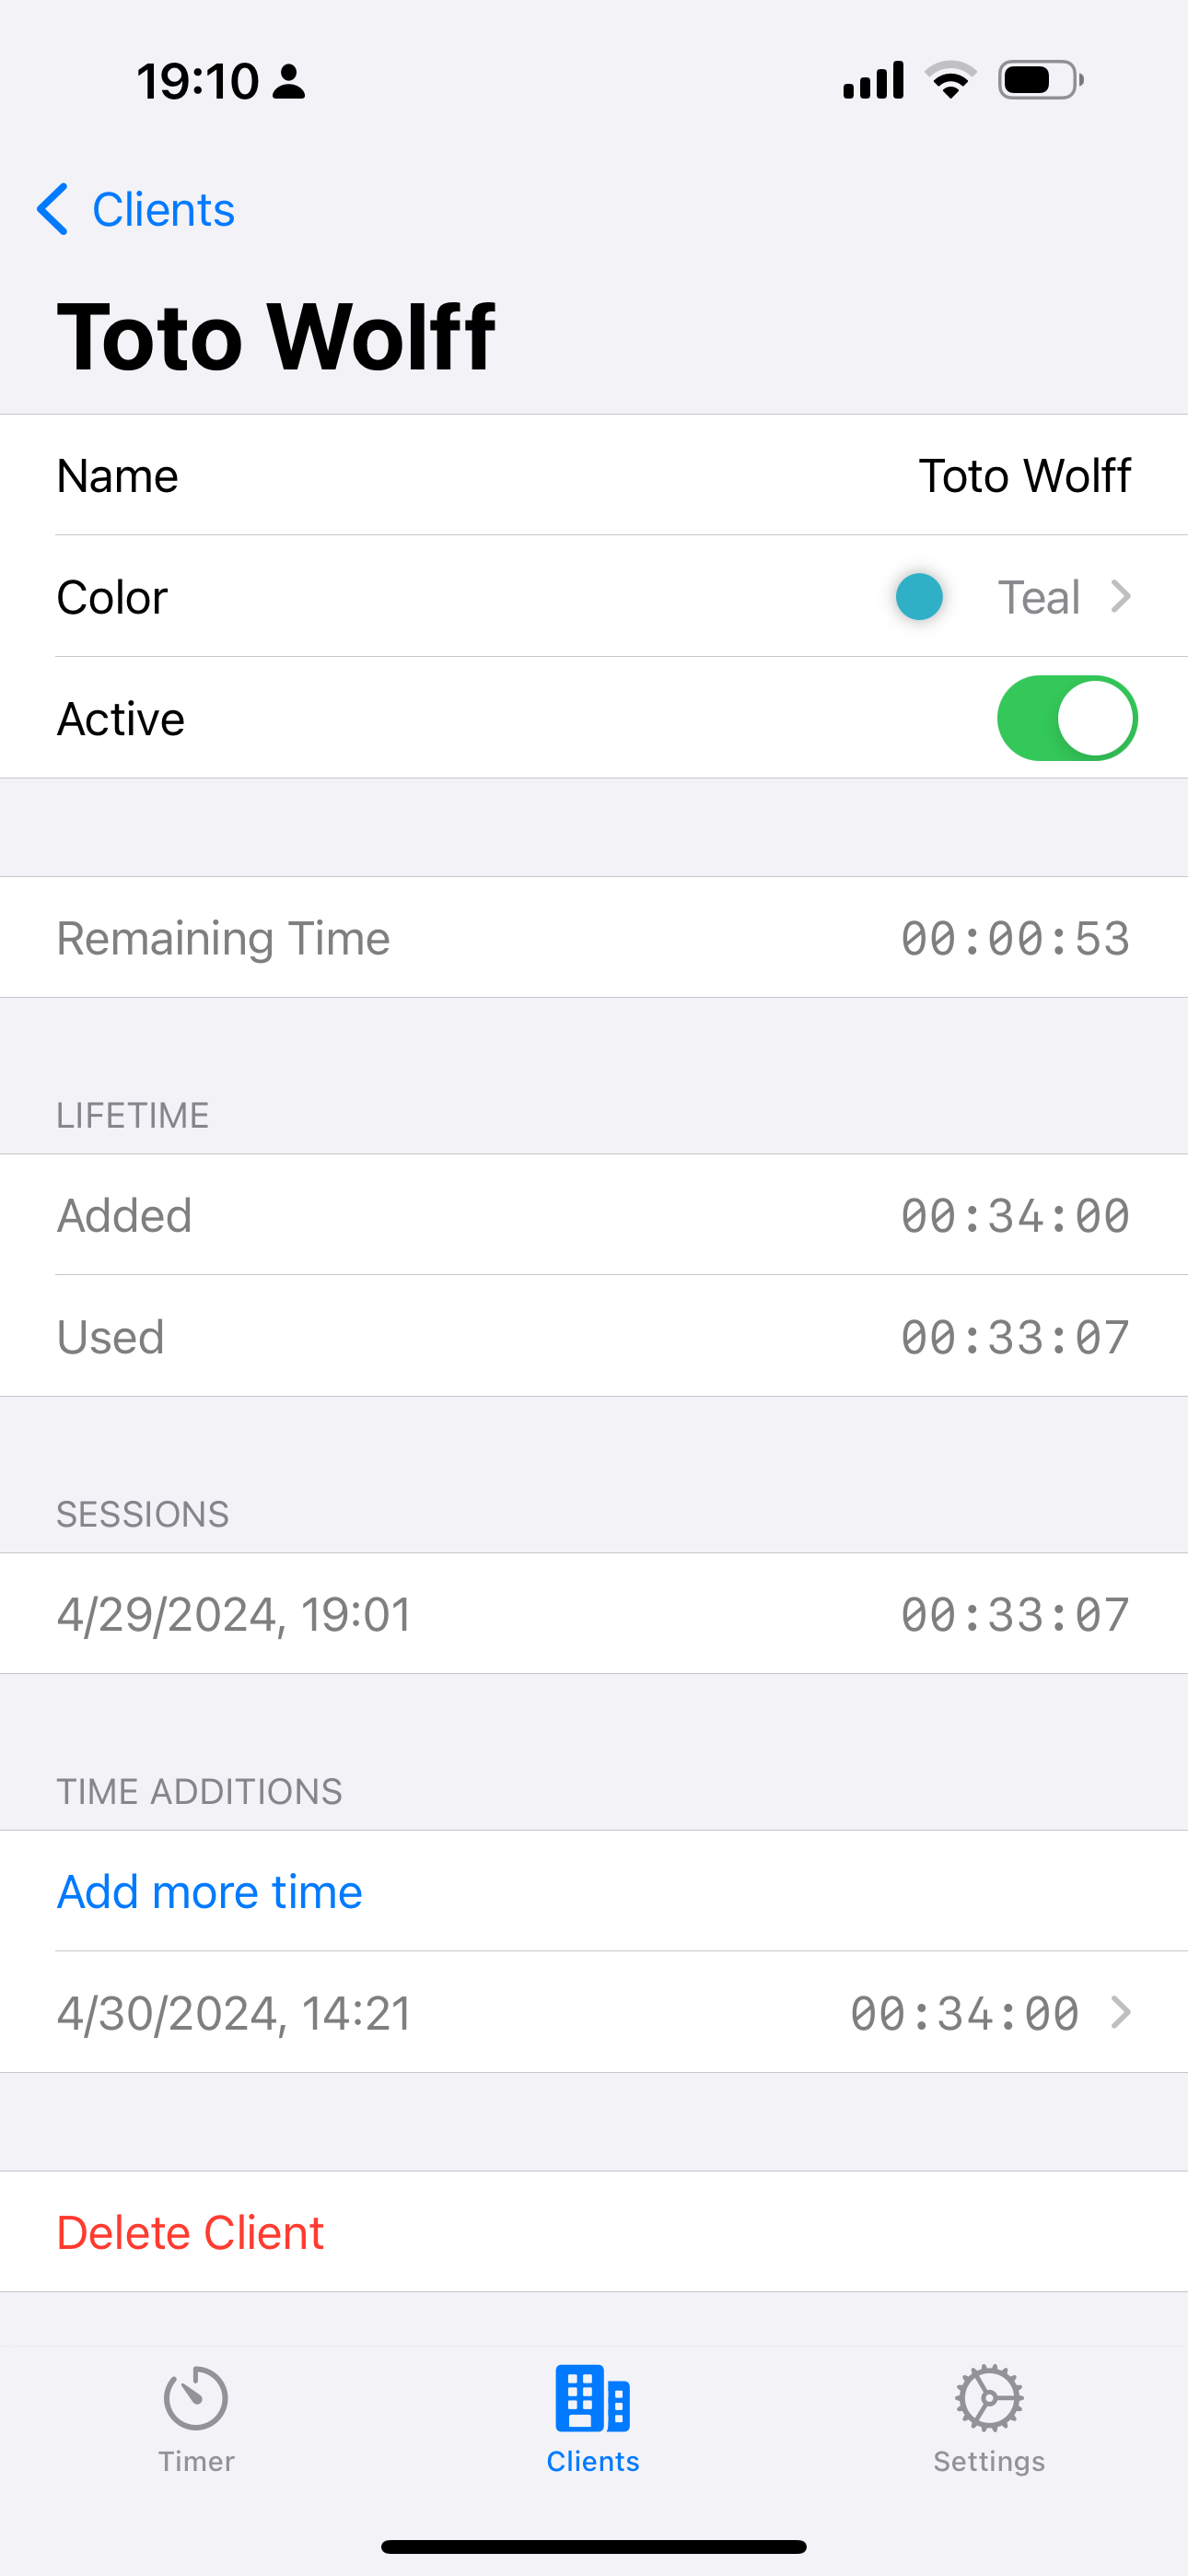 19:10
Clients
Toto Wolff
Name Toto Wolff
Color Teal
Active
Remaining Time 00:00:53
LIFETIME
Added 00:34:00
Used 00:33:07
SESSIONS
4/29/2024, 19:01 00:33:07
TIME ADDITIONS
Add more time
4/30/2024, 14:21 00:34:00
Delete Client
Timer Clients Settings